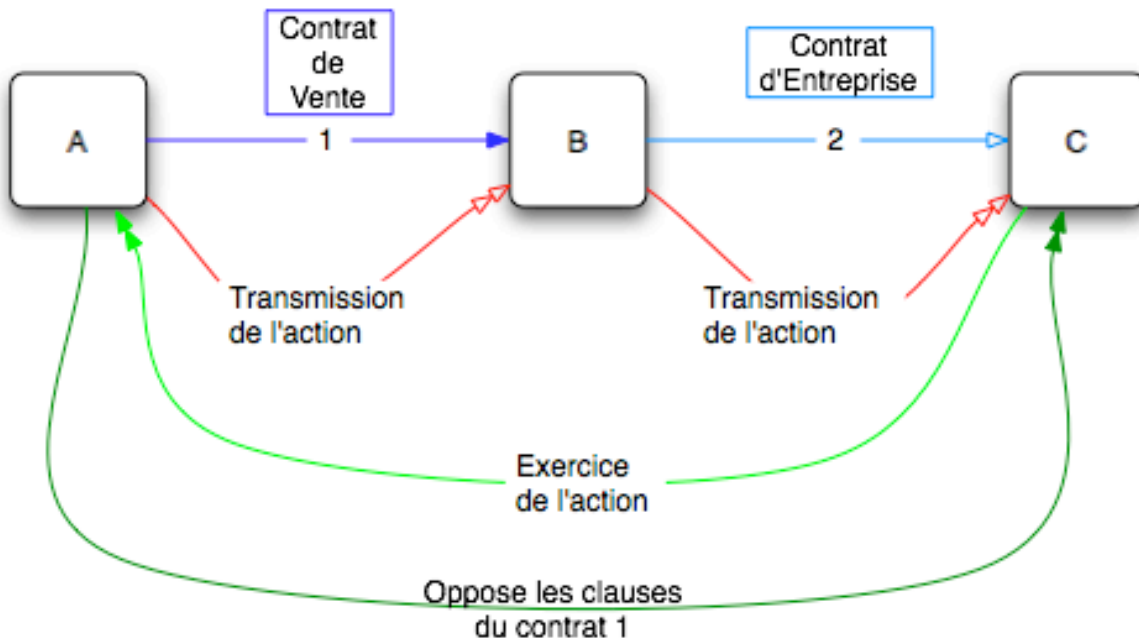 Contrat
de
Vente
Contrat
d'Entreprise
A
1
B
2
C
Transmission
de l'action
Transmission
de l'action
Exercice
de l'action
Oppose les clauses
du contrat 1